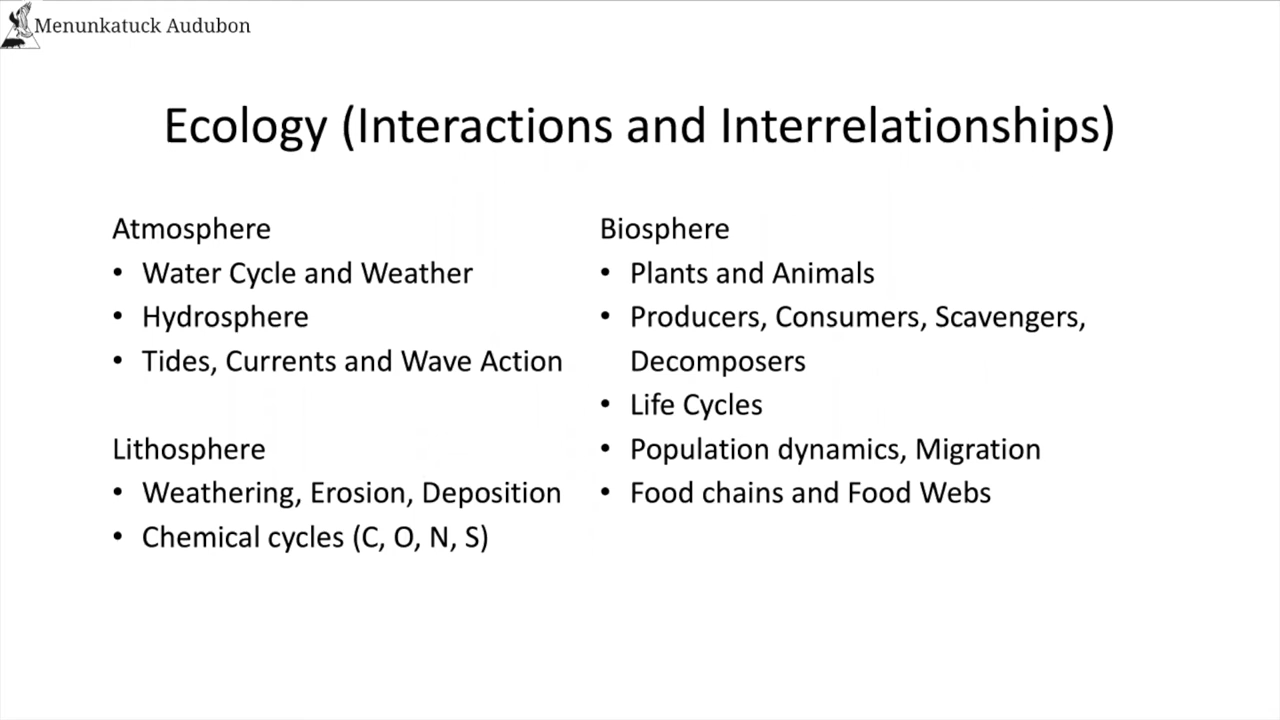 Menunkatuck Audubon
Ecology (Interactions and Interrelationships)
Atmosphere
• Water Cycle and Weather
• Hydrosphere
• Tides, Currents and Wave Action
Lithosphere
• Weathering, Erosion, Deposition
• Chemical cycles (C, O, N, S)
Biosphere
• Plants and Animals
• Producers, Consumers, Scavengers,
Decomposers
• Life Cycles
• Population dynamics, Migration
• Food chains and Food Webs